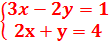 3x − 2y = 1
2x + y = 4